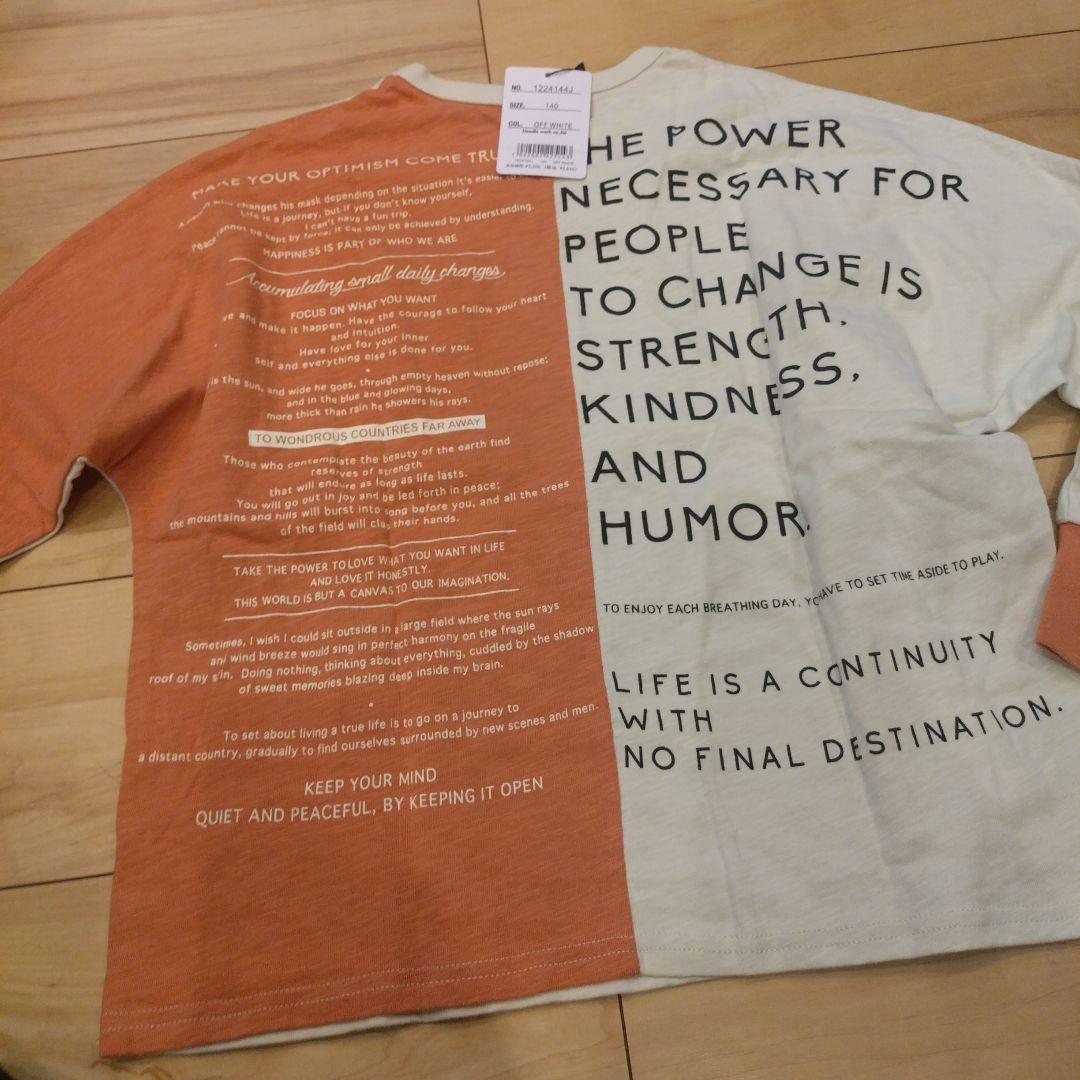 NO. 1224144J
SIZE. 140
COL. OFF WHITE
MAKE YOUR OPTIMISM COME TRU
who changes his mask depending on the situation it's easier
Life is a journey, but if you don't know yourself,
I can't have a fun trip.
Peace cannot be kept by force; it can only be achieved by understanding.
HAPPINESS IS PART OF WHO WE ARE
Accumulating small daily changes
FOCUS ON WHAT YOU WANT
ve and make it happen. Have the courage to follow your heart
and intuition.
Have love for your inner
self and everything else is done for you.
is the sun, and wide he goes, through empty heaven without repose;
and in the blue and glowing days,
more thick than rain he showers his rays.
TO WONDROUS COUNTRIES FAR AWAY
Those who contemplate the beauty of the earth find
reserves of strength
that will endure as long as life lasts.
You will go out in joy and be led forth in peace;
the mountains and hills will burst into song before you, and all the trees
of the field will clap their hands.
TAKE THE POWER TO LOVE WHAT YOU WANT IN LIFE
AND LOVE IT HONESTLY.
THIS WORLD IS BUT A CANVAS TO OUR IMAGINATION.
Sometimes, I wish I could sit outside in a large field where the sun rays
and wind breeze would sing in perfect harmony on the fragile
roof of my skin. Doing nothing, thinking about everything, cuddled by the shadow
of sweet memories blazing deep inside my brain.
To set about living a true life is to go on a journey to
a distant country, gradually to find ourselves surrounded by new scenes and men.
KEEP YOUR MIND
QUIET AND PEACEFUL, BY KEEPING IT OPEN
HE POWER
NECESSARY FOR
PEOPLE
TO CHANGE IS
STRENGTH,
KINDNESS,
AND
HUMOR.
TO ENJOY EACH BREATHING DAY, YOU HAVE TO SET TIME ASIDE TO PLAY.
LIFE IS A CONTINUITY
WITH
NO FINAL DESTINATION.